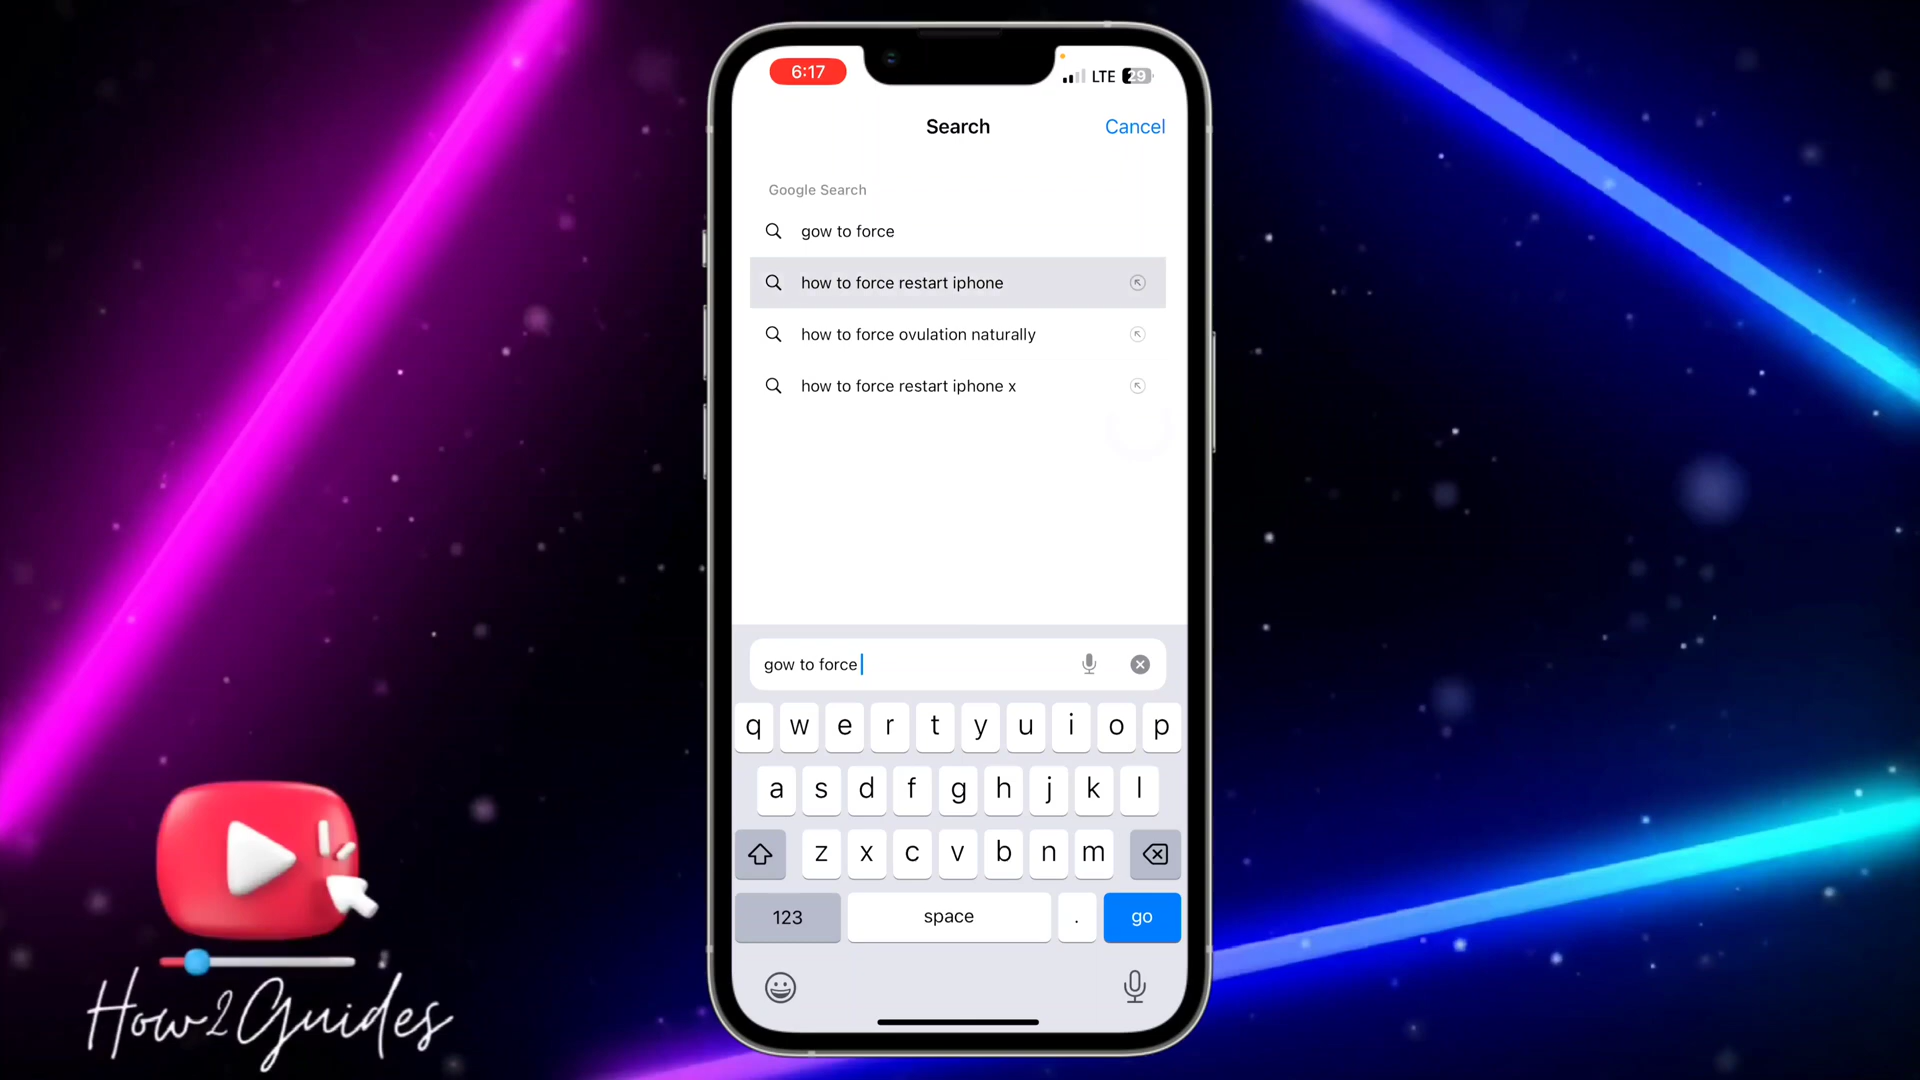 6:17
LTE 29
Search
Cancel
Google Search
gow to force
how to force restart iphone
how to force ovulation naturally
how to force restart iphone x
gow to force
q w e r t y u i o p
a s d f g h j k l
z x c v b n m
123 space . go
How2Guides